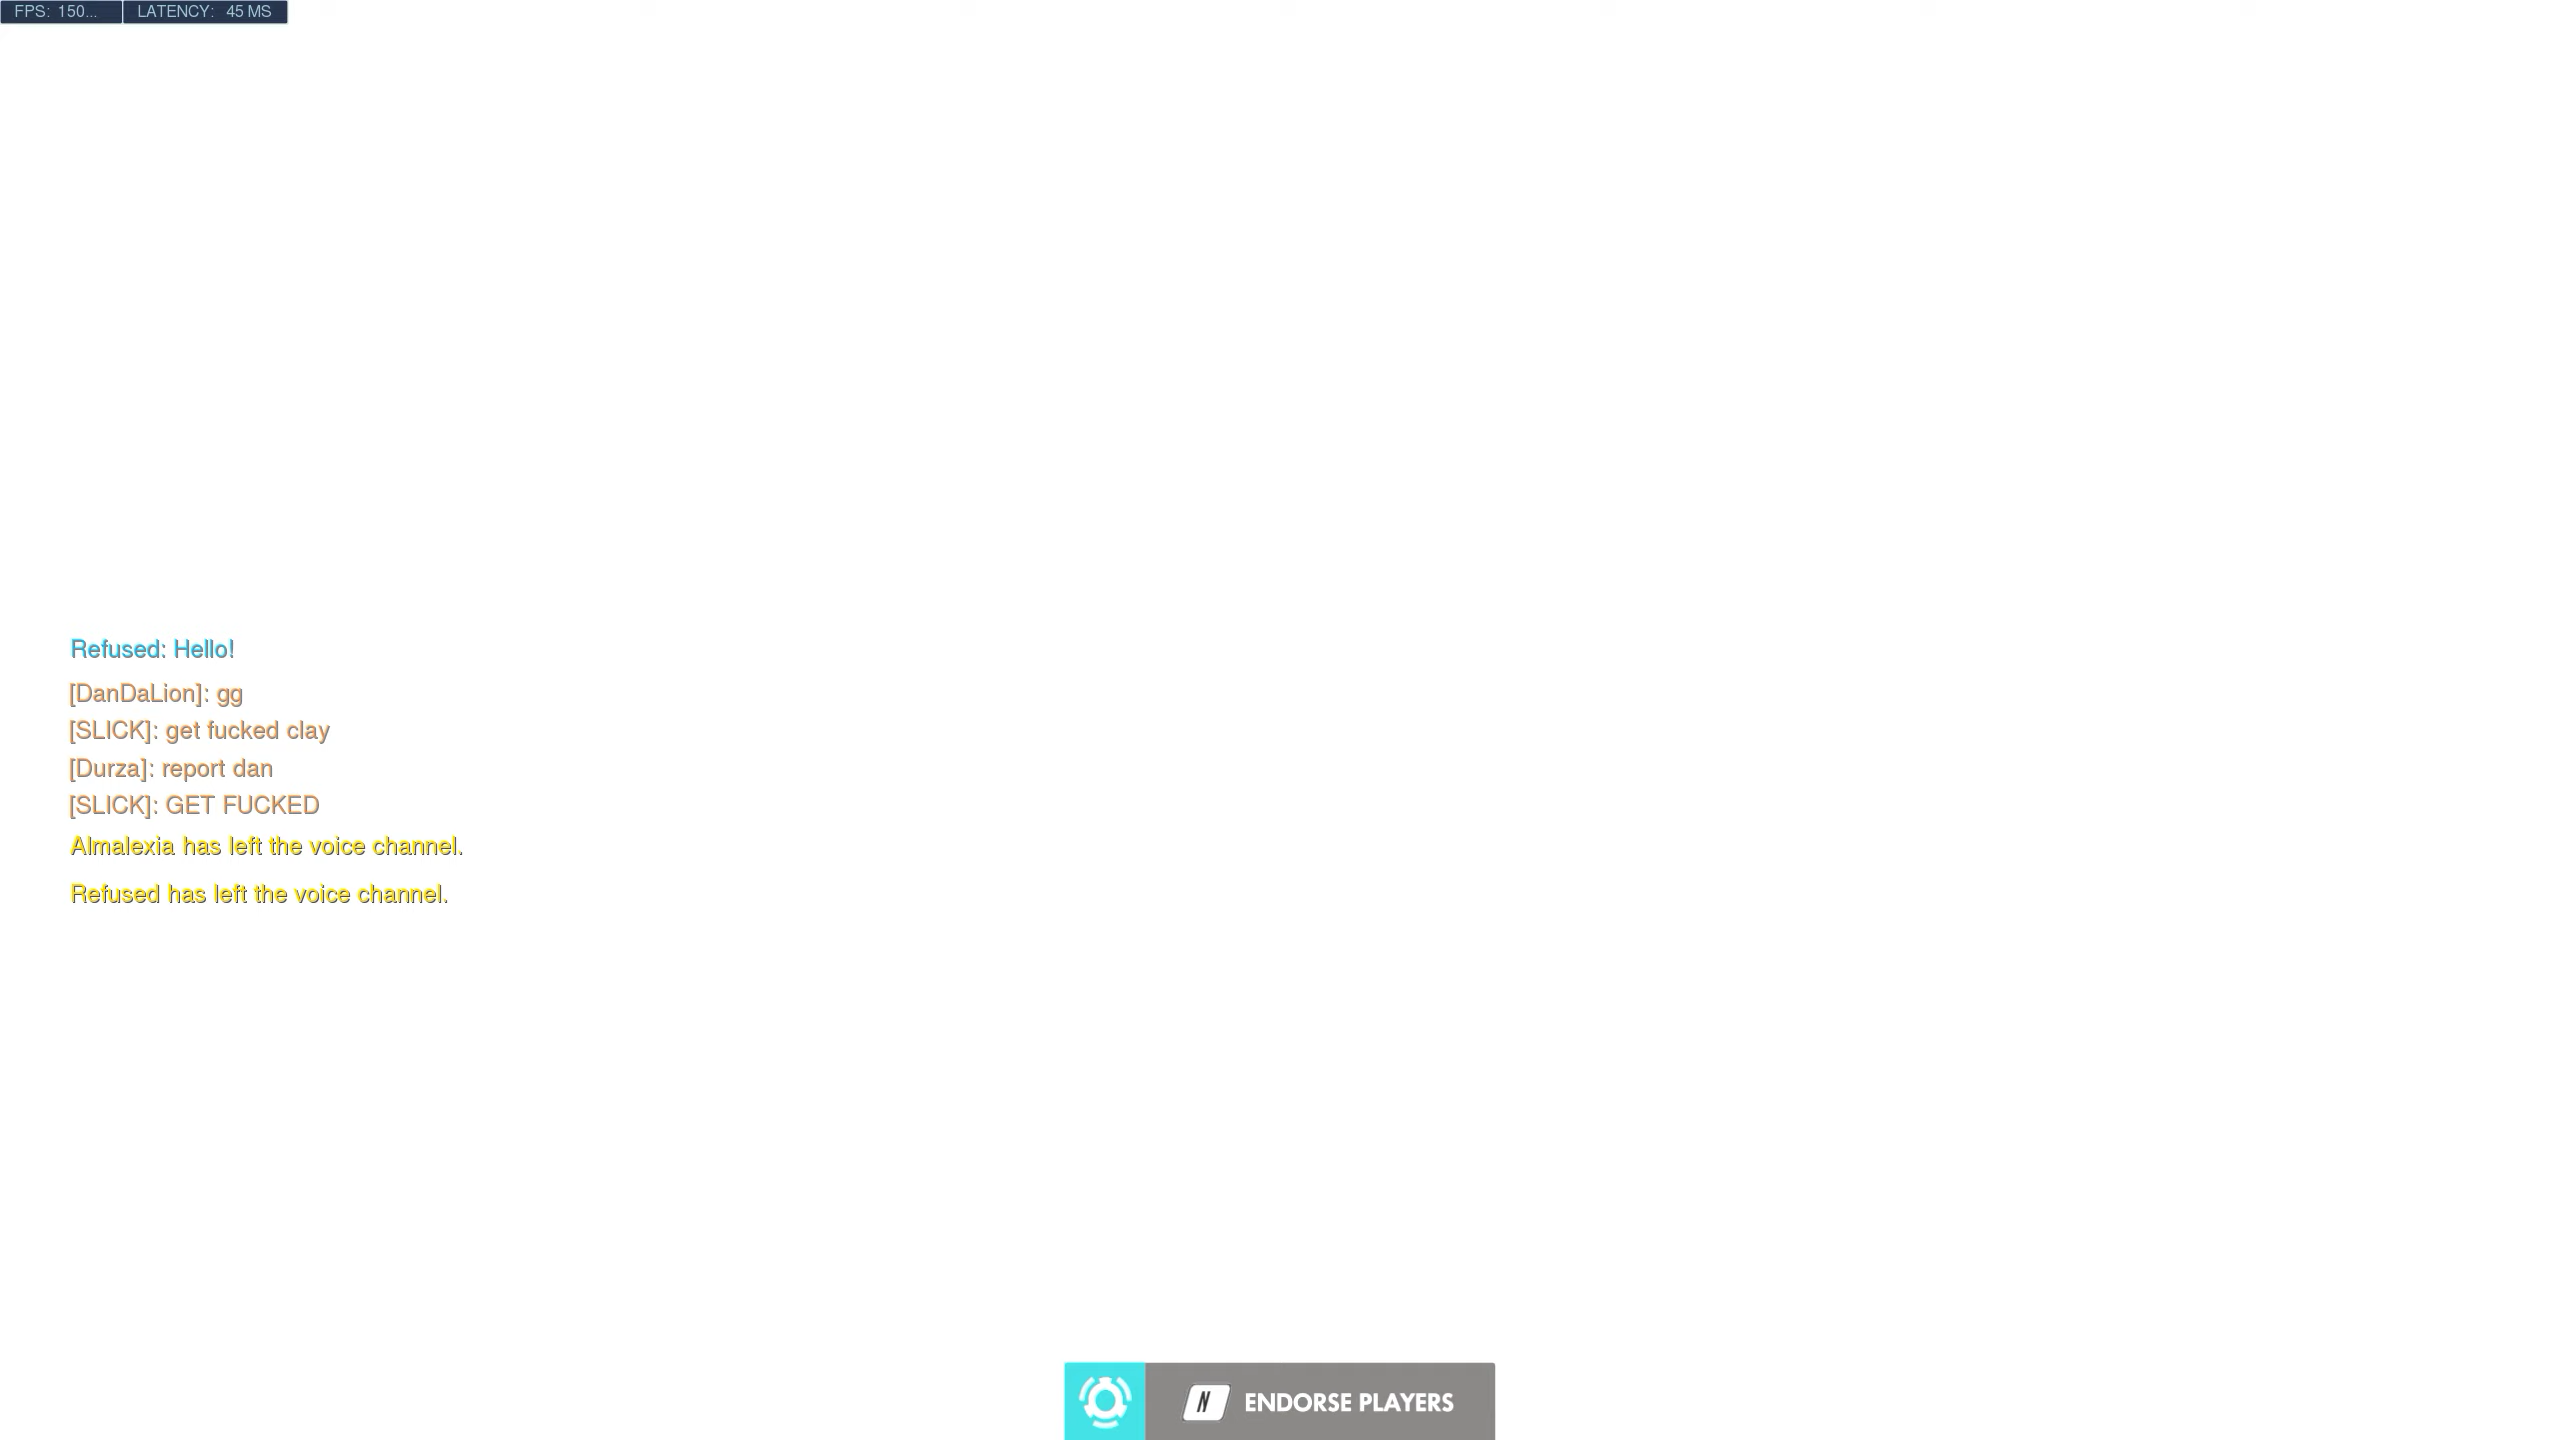 FPS: 150... LATENCY: 45 MS
Refused: Hello!
[DanDaLion]: gg
[SLICK]: get fucked clay
[Durza]: report dan
[SLICK]: GET FUCKED
Almalexia has left the voice channel.
Refused has left the voice channel.
N ENDORSE PLAYERS